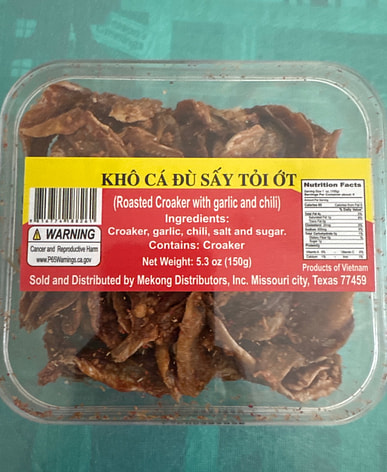 KHÔ CÁ ĐÙ SẤY TỎI ỚT
(Roasted Croaker with garlic and chili)
Ingredients:
Croaker, garlic, chili, salt and sugar.
Contains: Croaker
Net Weight: 5.3 oz (150g)
WARNING
Cancer and Reproductive Harm
www.P65Warnings.ca.gov
Nutrition Facts
Products of Vietnam
Sold and Distributed by Mekong Distributors, Inc. Missouri city, Texas 77459